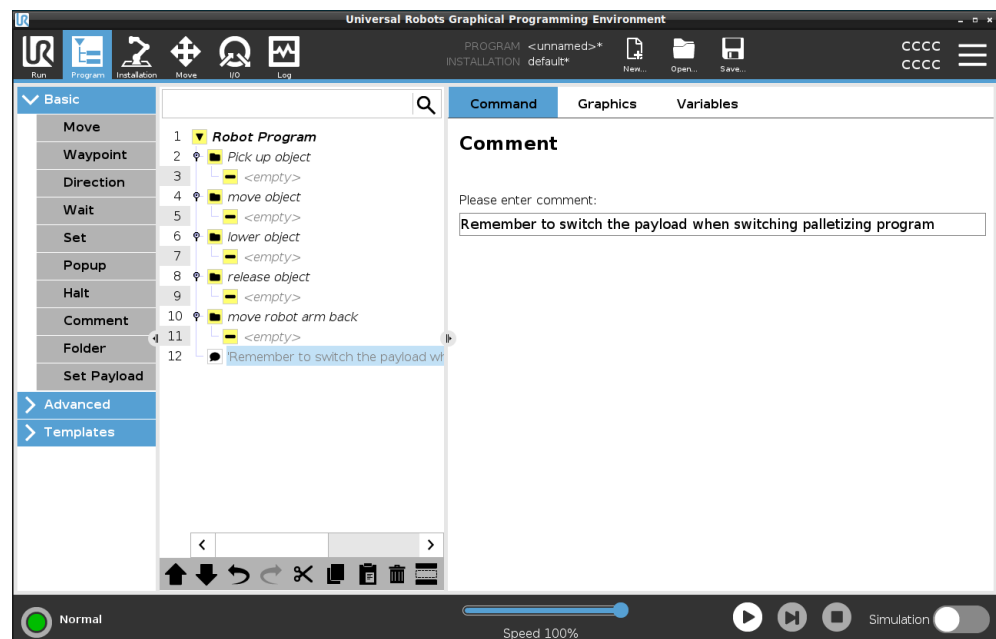 Universal Robots Graphical Programming Environment
UR
PROGRAM <unnamed>*
INSTALLATION default*
Run
Program
Installation
Move
I/O
Log
New...
Open...
Save...
CCCC
CCCC
Basic
Move
Waypoint
Direction
Wait
Set
Popup
Halt
Comment
Folder
Set Payload
Advanced
Templates
1 Robot Program
2 Pick up object
3 <empty>
4 move object
5 <empty>
6 lower object
7 <empty>
8 release object
9 <empty>
10 move robot arm back
11 <empty>
12 'Remember to switch the payload wh
Command Graphics Variables
Comment
Please enter comment:
Remember to switch the payload when switching palletizing program
Normal
Speed 100%
Simulation